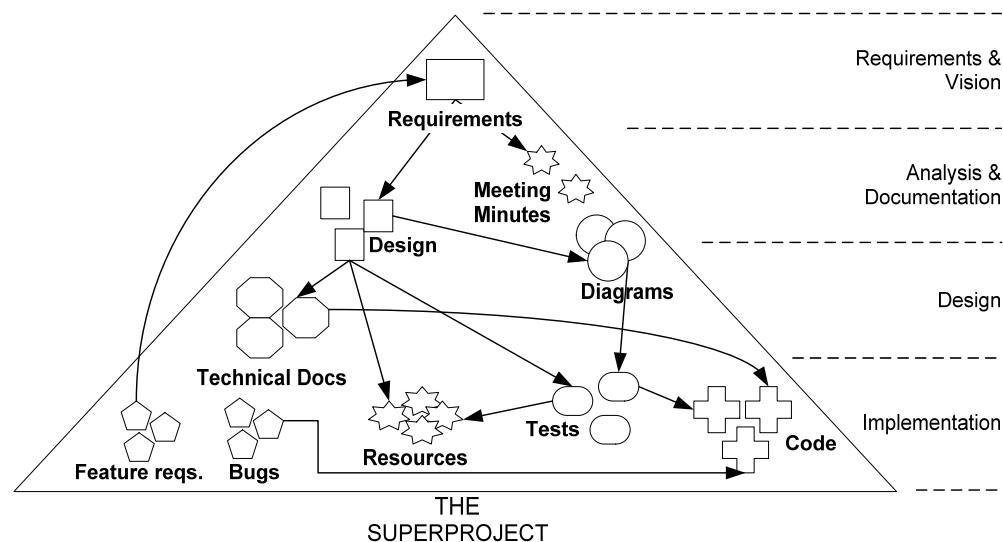 Requirements &
Vision
Requirements
Analysis &
Documentation
Meeting
Minutes
Design
Diagrams
Design
Technical Docs
Implementation
Tests
Code
Resources
Feature reqs.
Bugs
THE
SUPERPROJECT